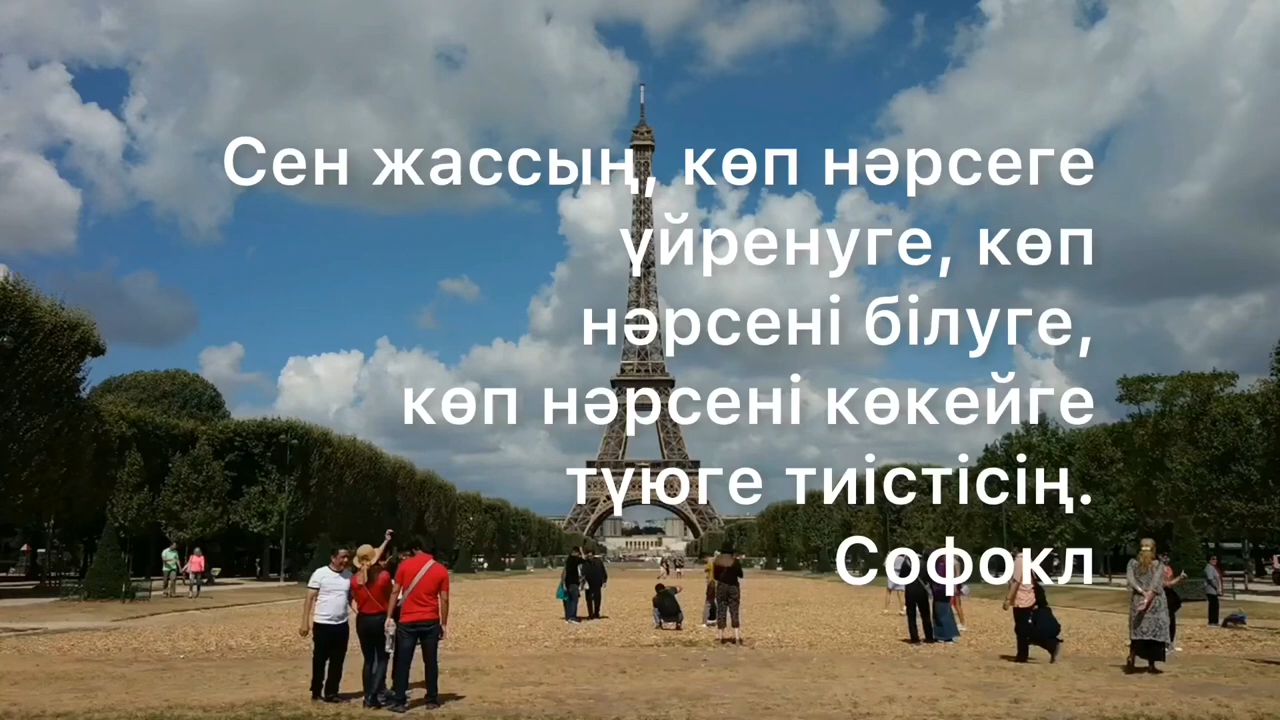 Сен жассың, көп нәрсеге
үйренуге, көп
нәрсені білуге,
көп нәрсені көкейге
түюге тиістісің.
Софокл